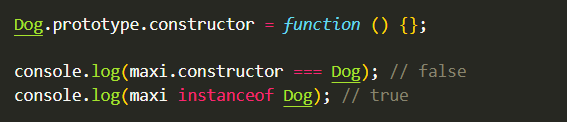 Dog.prototype.constructor = function () {};
console.log(maxi.constructor === Dog); // false
console.log(maxi instanceof Dog); // true